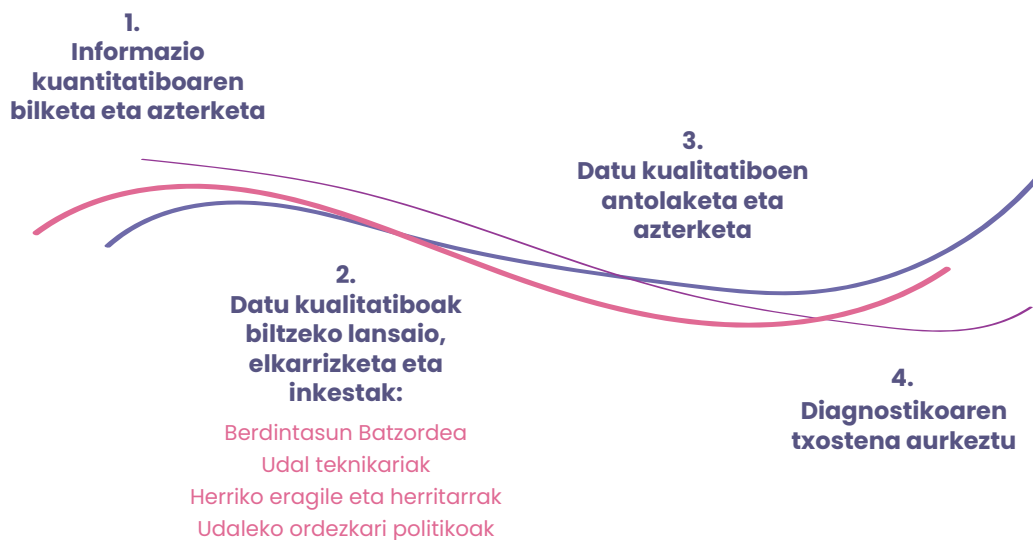 1.
Informazio
kuantitatiboaren
bilketa eta azterketa
2.
Datu kualitatiboak
biltzeko lansaio,
elkarrizketa eta
inkestak:
Berdintasun Batzordea
Udal teknikariak
Herriko eragile eta herritarrak
Udaleko ordezkari politikoak
3.
Datu kualitatiboen
antolaketa eta
azterketa
4.
Diagnostikoaren
txostena aurkeztu